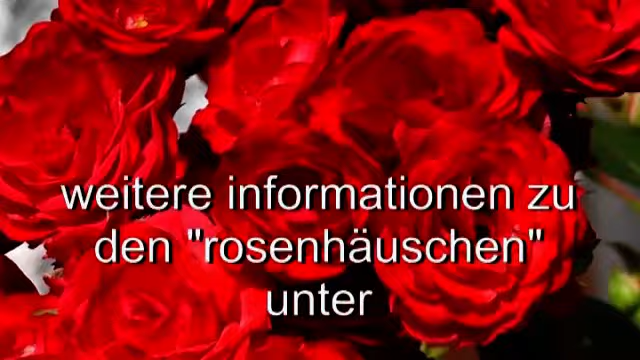 weitere informationen zu
den "rosenhäuschen"
unter